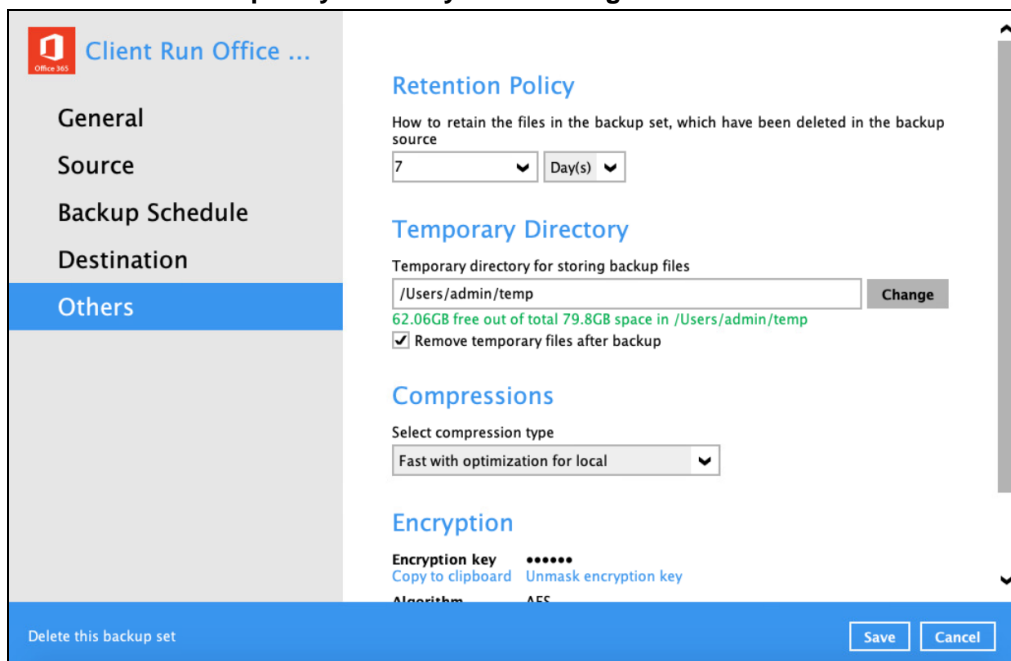 Office 365
Client Run Office ...
General
Source
Backup Schedule
Destination
Others
Retention Policy
How to retain the files in the backup set, which have been deleted in the backup
source
7
Day(s)
Temporary Directory
Temporary directory for storing backup files
/Users/admin/temp
Change
62.06GB free out of total 79.8GB space in /Users/admin/temp
Remove temporary files after backup
Compressions
Select compression type
Fast with optimization for local
Encryption
Encryption key ••••••
Copy to clipboard Unmask encryption key
Algorithm AES
Delete this backup set
Save Cancel